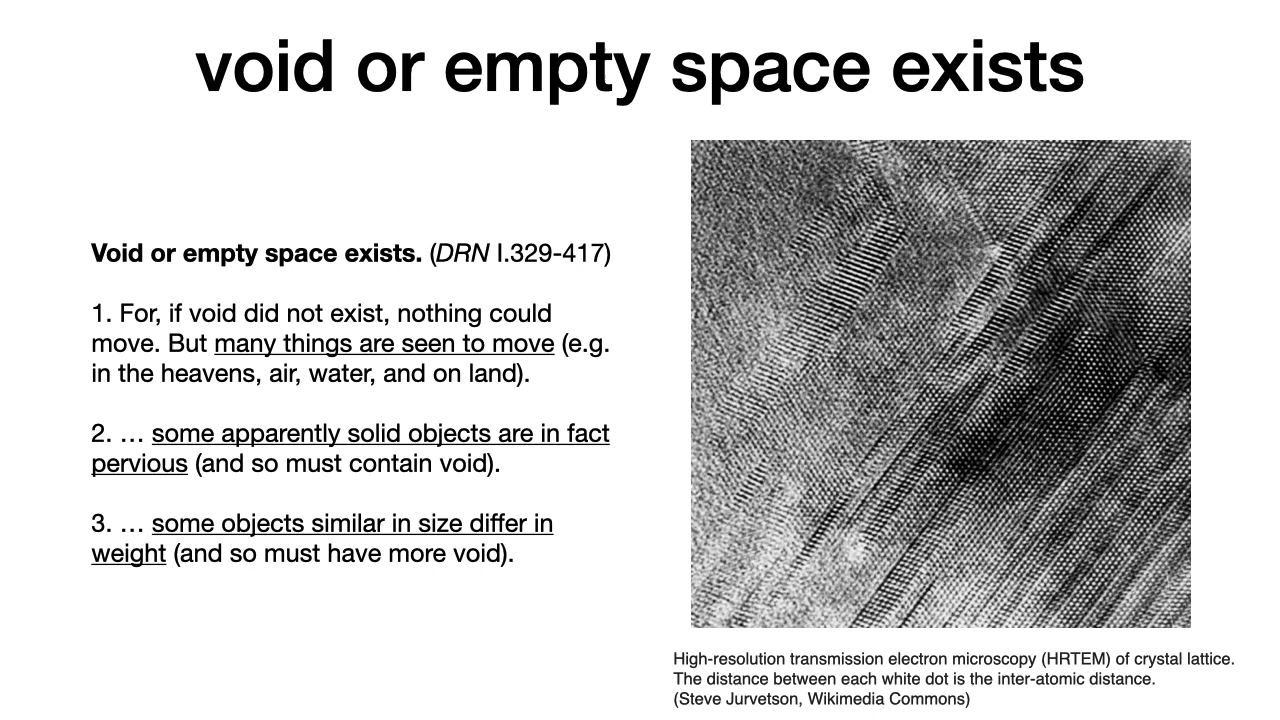 void or empty space exists
Void or empty space exists. (DRN I.329-417)
1. For, if void did not exist, nothing could
move. But many things are seen to move (e.g.
in the heavens, air, water, and on land).
2. … some apparently solid objects are in fact
pervious (and so must contain void).
3. … some objects similar in size differ in
weight (and so must have more void).
High-resolution transmission electron microscopy (HRTEM) of crystal lattice.
The distance between each white dot is the inter-atomic distance.
(Steve Jurvetson, Wikimedia Commons)